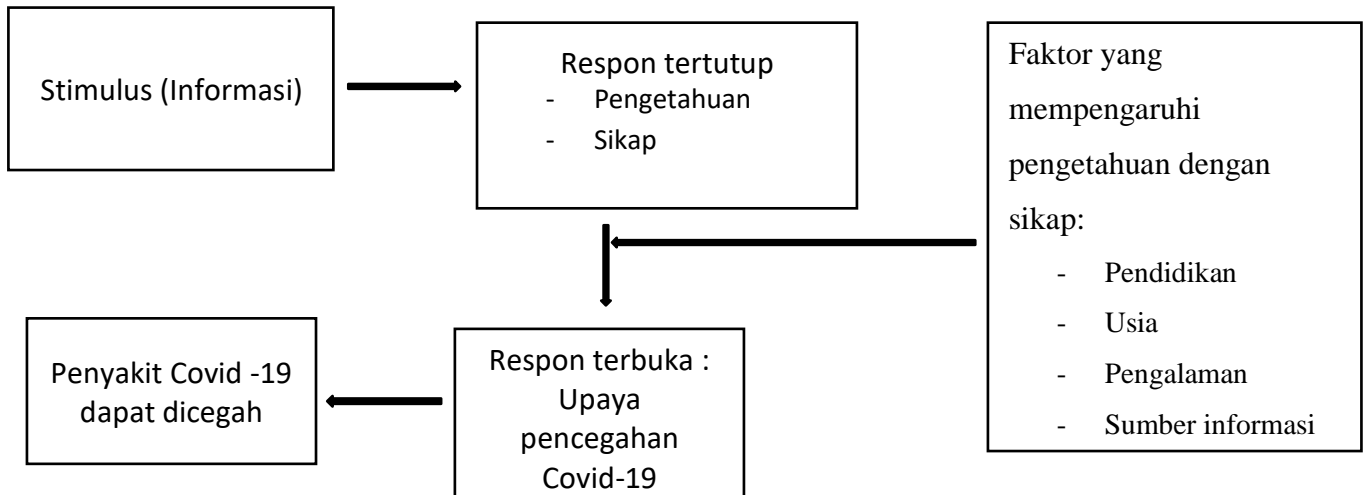 Stimulus (Informasi)
Respon tertutup
- Pengetahuan
- Sikap
Faktor yang
mempengaruhi
pengetahuan dengan
sikap:
- Pendidikan
- Usia
- Pengalaman
- Sumber informasi
Respon terbuka :
Upaya
pencegahan
Covid-19
Penyakit Covid -19
dapat dicegah